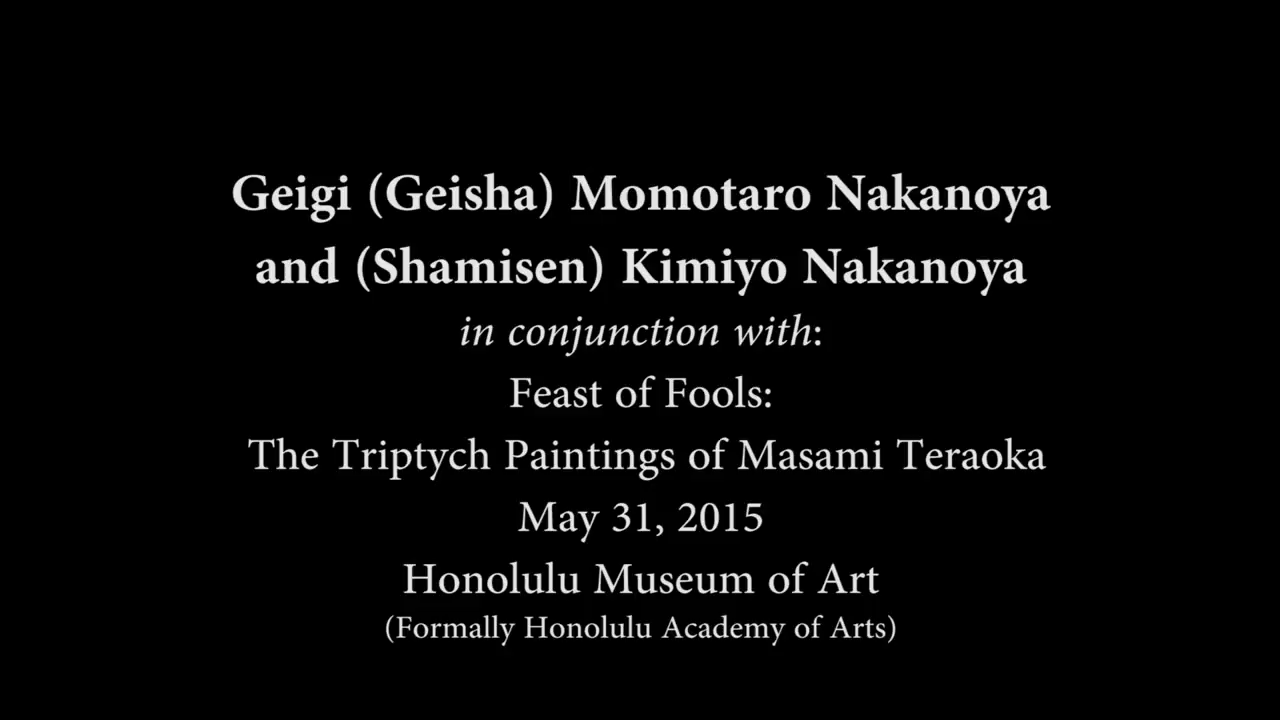 Geigi (Geisha) Momotaro Nakanoya
and (Shamisen) Kimiyo Nakanoya
in conjunction with:
Feast of Fools:
The Triptych Paintings of Masami Teraoka
May 31, 2015
Honolulu Museum of Art
(Formally Honolulu Academy of Arts)